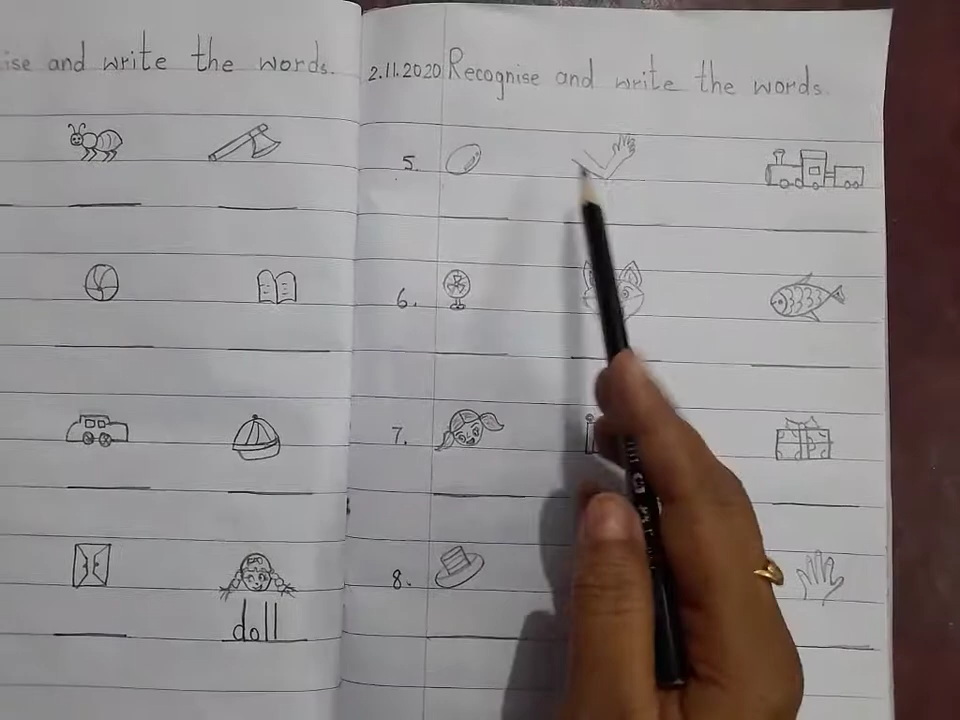 ise and write the words.
doll
2.11.2020 Recognise and write the words.
5.
6.
7.
8.